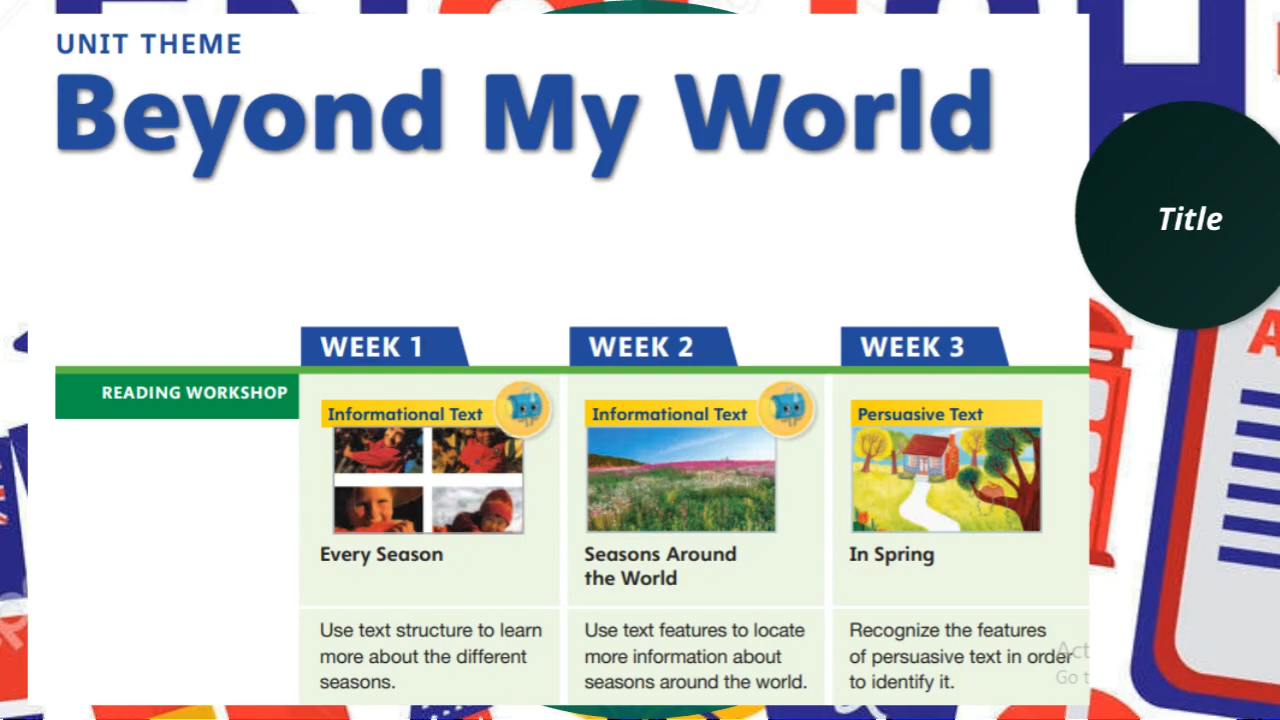 UNIT THEME
Beyond My World
Title
WEEK 1
WEEK 2
WEEK 3
READING WORKSHOP
Informational Text
Informational Text
Persuasive Text
Every Season
Seasons Around
the World
In Spring
Use text structure to learn
more about the different
seasons.
Use text features to locate
more information about
seasons around the world.
Recognize the features
of persuasive text in order
to identify it.